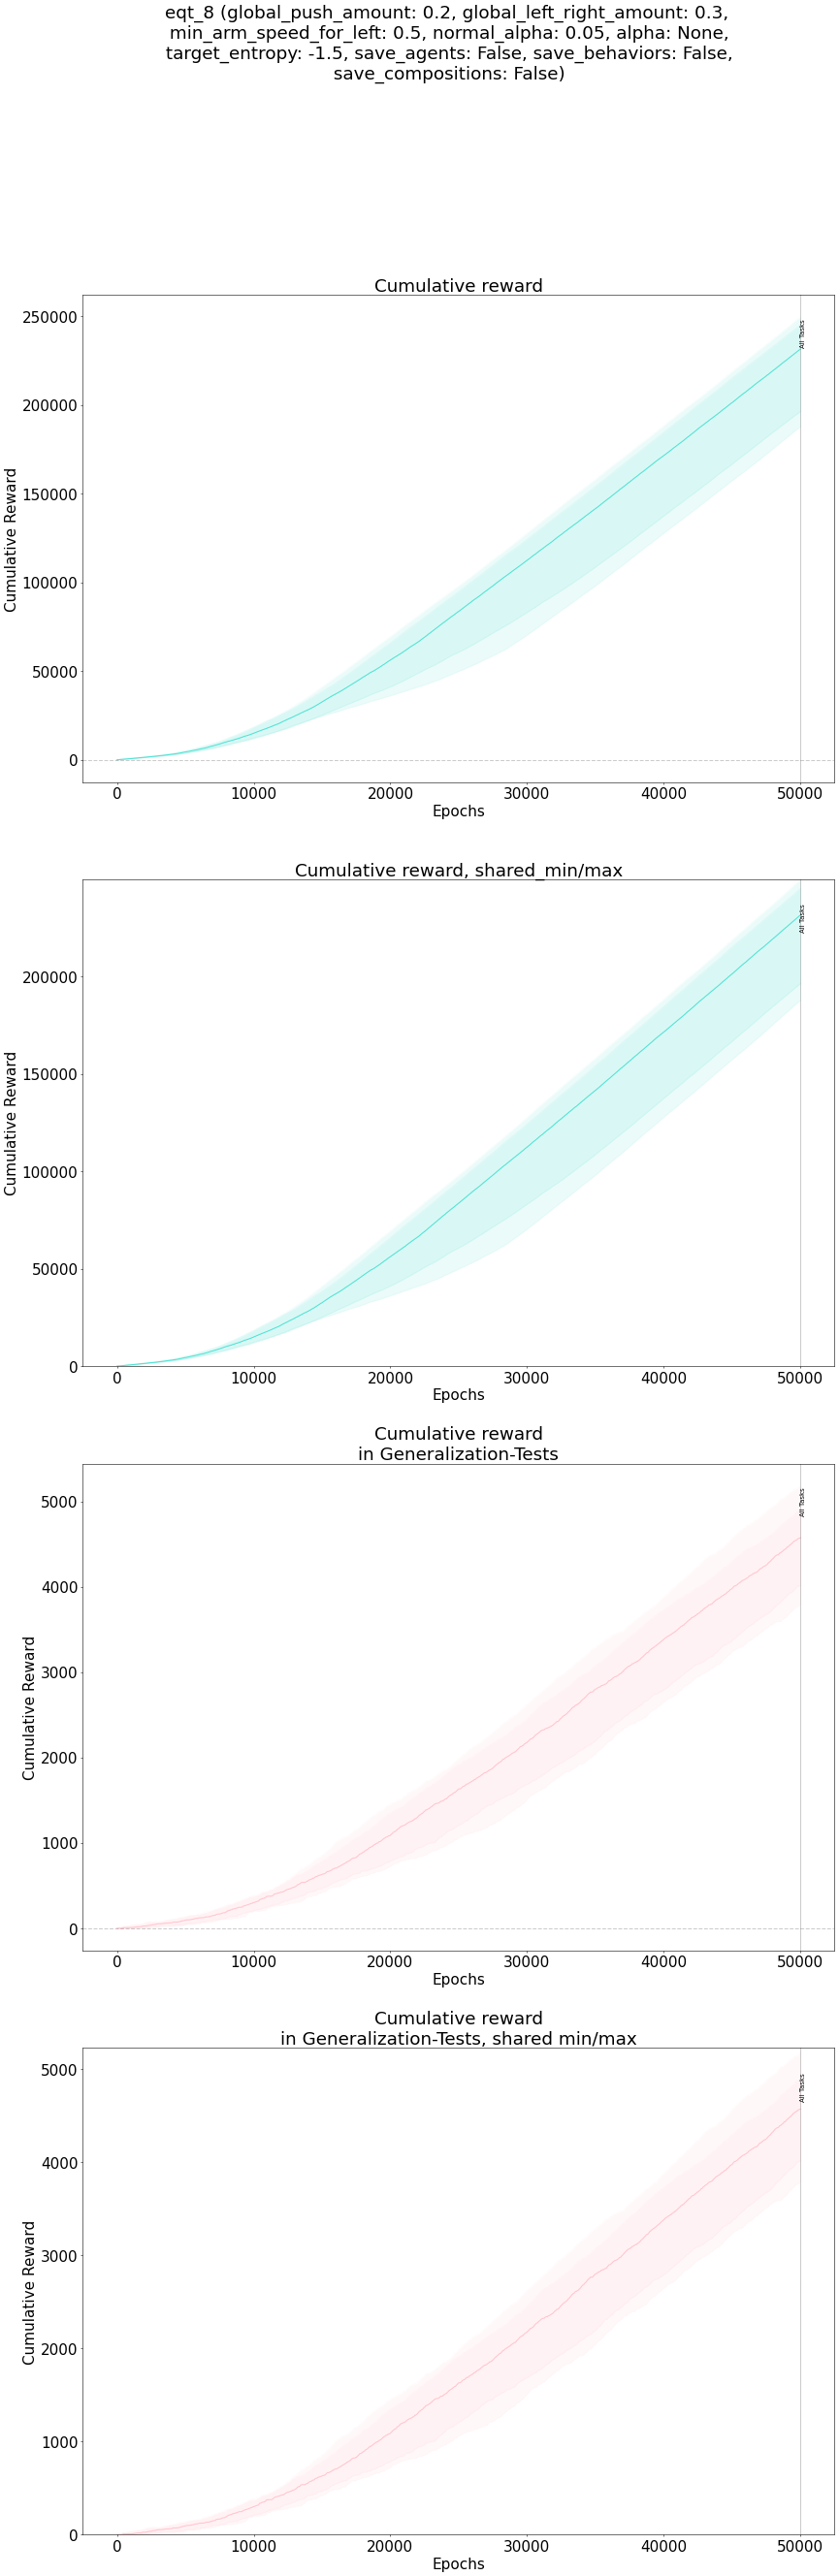 eqt_8 (global_push_amount: 0.2, global_left_right_amount: 0.3,
min_arm_speed_for_left: 0.5, normal_alpha: 0.05, alpha: None,
target_entropy: -1.5, save_agents: False, save_behaviors: False,
save_compositions: False)
Cumulative reward
250000
200000
150000
100000
50000
0
Cumulative Reward
All Tasks
0 10000 20000 30000 40000 50000
Epochs
Cumulative reward, shared_min/max
200000
150000
100000
50000
0
Cumulative Reward
All Tasks
0 10000 20000 30000 40000 50000
Epochs
Cumulative reward
in Generalization-Tests
5000
4000
3000
2000
1000
0
Cumulative Reward
All Tasks
0 10000 20000 30000 40000 50000
Epochs
Cumulative reward
in Generalization-Tests, shared min/max
5000
4000
3000
2000
1000
0
Cumulative Reward
All Tasks
0 10000 20000 30000 40000 50000
Epochs